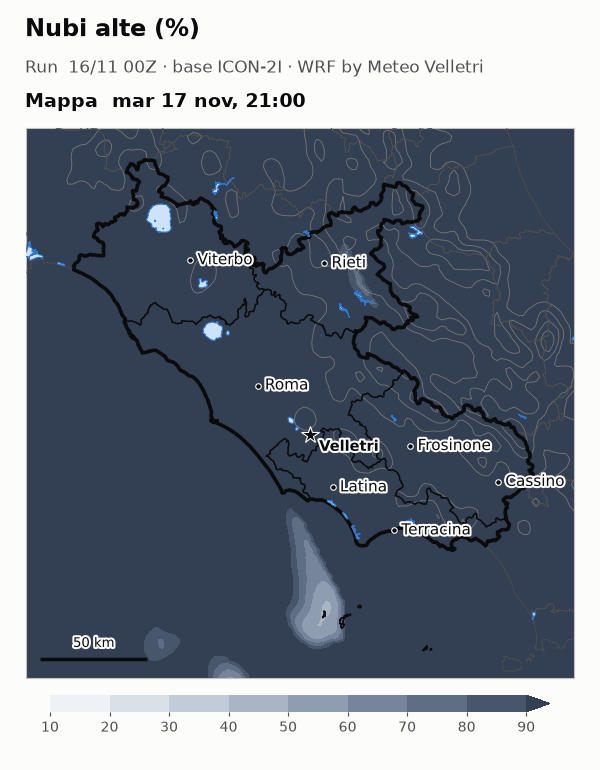 Nubi alte (%)
Run  16/11 00Z · base ICON-2I · WRF by Meteo Velletri
Mappa  mar 17 nov, 21:00
Viterbo
Rieti
Roma
Velletri
Frosinone
Latina
Cassino
Terracina
50 km
10 20 30 40 50 60 70 80 90